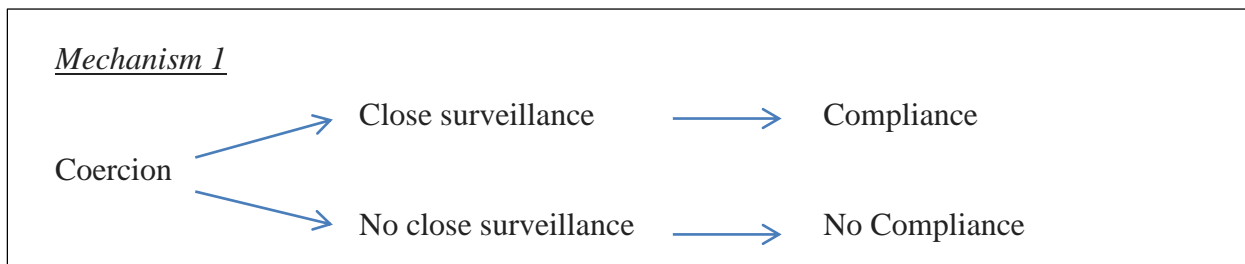 Mechanism 1
Close surveillance Compliance
Coercion
No close surveillance No Compliance